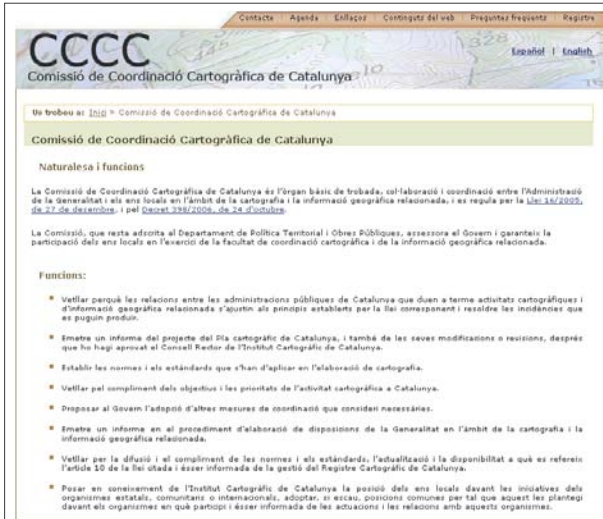 Contacte | Agenda | Enllaços | Continguts del web | Preguntes freqüents | Registre
CCCC
Español | English
Comissió de Coordinació Cartogràfica de Catalunya
Us trobeu a: Inici > Comissió de Coordinació Cartogràfica de Catalunya
Comissió de Coordinació Cartogràfica de Catalunya
Naturalesa i funcions
La Comissió de Coordinació Cartogràfica de Catalunya és l'òrgan bàsic de trobada, col·laboració i coordinació entre l'Administració
de la Generalitat i els ens locals en l'àmbit de la cartografia i la informació geogràfica relacionada, i es regula per la Llei 16/2005,
de 27 de desembre, i pel Decret 398/2006, de 24 d'octubre.
La Comissió, que resta adscrita al Departament de Política Territorial i Obres Públiques, assessora el Govern i garanteix la
participació dels ens locals en l'exercici de la facultat de coordinació cartogràfica i de la informació geogràfica relacionada.
Funcions:
Vetllar perquè les relacions entre les administracions públiques de Catalunya que duen a terme activitats cartogràfiques i
d'informació geogràfica relacionada s'ajustin als principis establerts per la llei corresponent i resoldre les incidències que
es puguin produir.
Emetre un informe del projecte del Pla cartogràfic de Catalunya, i també de les seves modificacions o revisions, després
que ho hagi aprovat el Consell Rector de l'Institut Cartogràfic de Catalunya.
Establir les normes i els estàndards que s'han d'aplicar en l'elaboració de cartografia.
Vetllar pel compliment dels objectius i les prioritats de l'activitat cartogràfica a Catalunya.
Proposar al Govern l'adopció d'altres mesures de coordinació que consideri necessàries.
Emetre un informe en el procediment d'elaboració de disposicions de la Generalitat en l'àmbit de la cartografia i la
informació geogràfica relacionada.
Vetllar per la difusió i el compliment de les normes i els estàndards, l'actualització i la disponibilitat a què es refereix
l'article 10 de la llei citada i ésser informada de la gestió del Registre Cartogràfic de Catalunya.
Posar en coneixement de l'Institut Cartogràfic de Catalunya la posició dels ens locals davant les iniciatives dels
organismes estatals, comunitaris o internacionals, adoptar, si escau, posicions comunes per tal que aquest les plantegi
davant els organismes en què participi i ésser informada de les actuacions i les relacions amb aquests organismes.